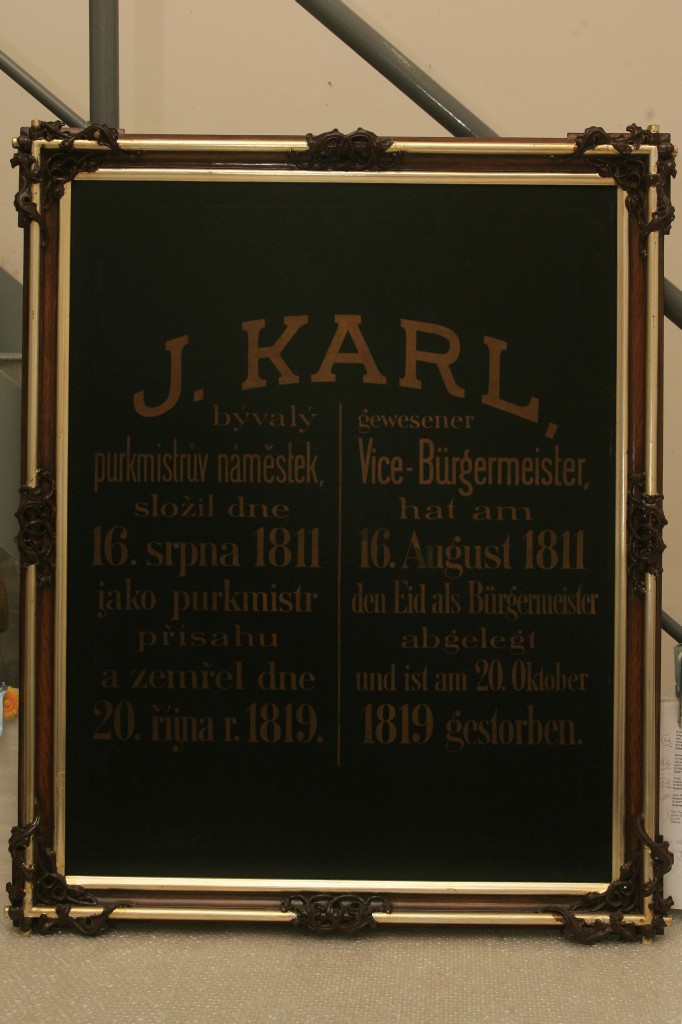 J. KARL,
bývalý
purkmistrův náměstek,
složil dne
16. srpna 1811
jako purkmistr
přísahu
a zemřel dne
20. října r. 1819.
gewesener
Vice-Bürgermeister,
hat am
16. August 1811
den Eid als Bürgermeister
abgelegt
und ist am 20. Oktober
1819 gestorben.